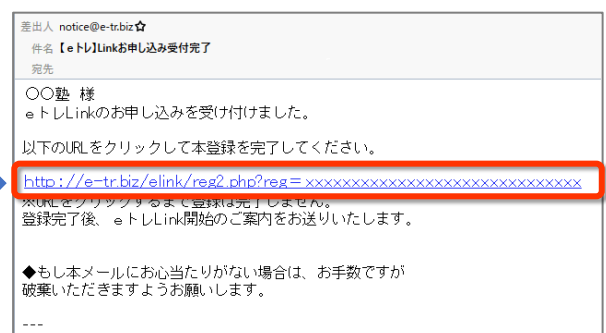 差出人 notice@e-tr.biz☆
件名 【eトレ】Linkお申し込み受付完了
宛先
〇〇塾 様
ｅトレLinkのお申し込みを受け付けました。
以下のURLをクリックして本登録を完了してください。
http://e-tr.biz/elink/reg2.php?reg＝xxxxxxxxxxxxxxxxxxxxxxxxxxxxxx
※URLをクリックするまで登録は完了しません。
登録完了後、ｅトレLink開始のご案内をお送りいたします。
◆もし本メールにお心当たりがない場合は、お手数ですが
破棄いただきますようお願いします。
---